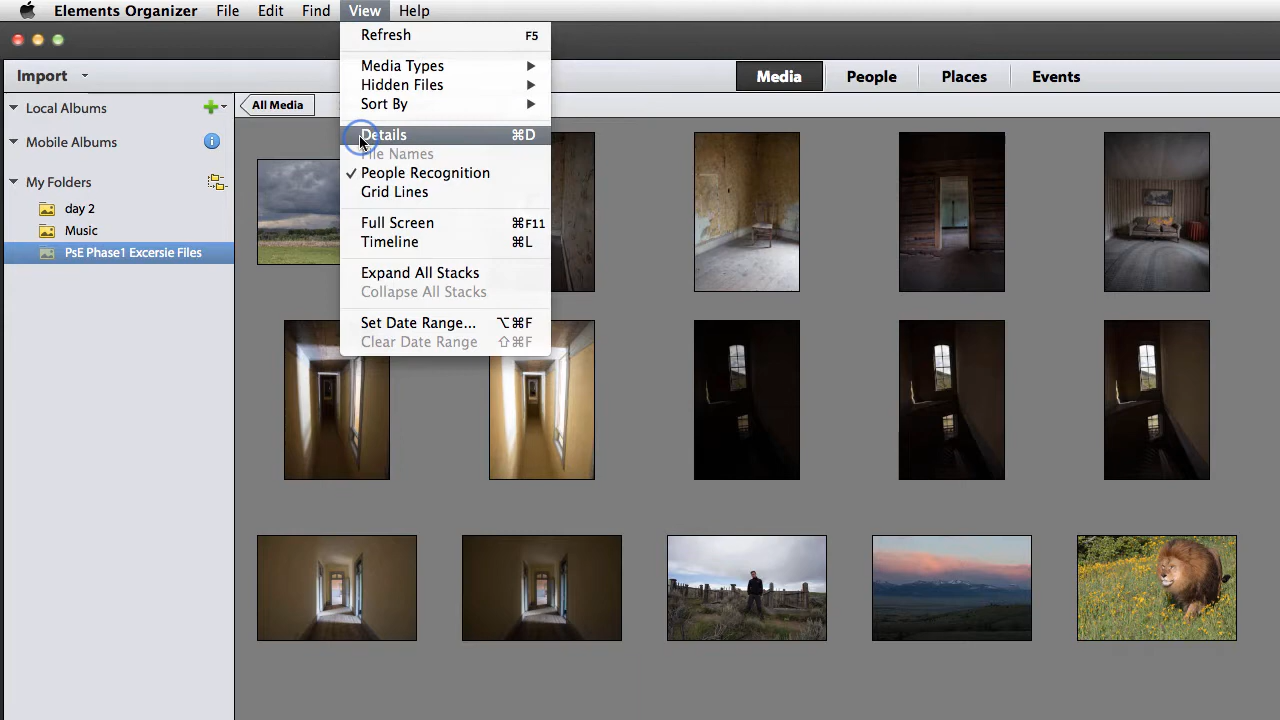 Elements Organizer File Edit Find View Help
Import
Media People Places Events
Local Albums
Mobile Albums
My Folders
day 2
Music
PsE Phase1 Excersie Files
All Media
Refresh F5
Media Types
Hidden Files
Sort By
Details ⌘D
File Names
People Recognition
Grid Lines
Full Screen ⌘F11
Timeline ⌘L
Expand All Stacks
Collapse All Stacks
Set Date Range... ⌥⌘F
Clear Date Range ⇧⌘F